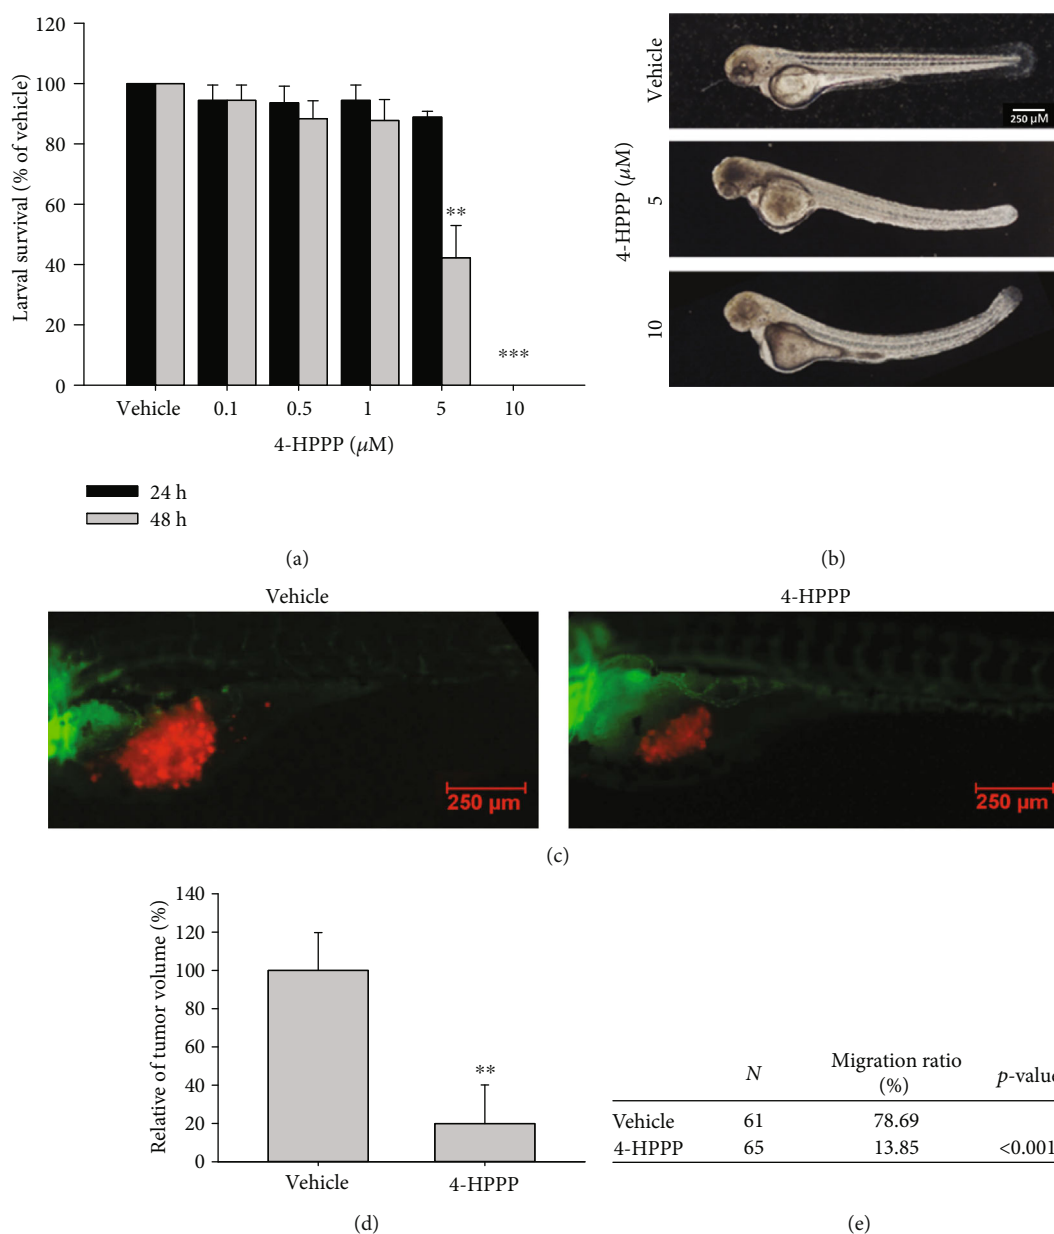 120
100
80
60
40
20
0
Larval survival (% of vehicle)
**
***
Vehicle 0.1 0.5 1 5 10
4-HPPP (μM)
24 h
48 h
(a)
Vehicle
4-HPPP (μM)
5
10
250 μM
(b)
Vehicle
250 μm
4-HPPP
250 μm
(c)
140
120
100
80
60
40
20
0
Relative of tumor volume (%)
**
Vehicle 4-HPPP
(d)
N Migration ratio (%) p-value
Vehicle 61 78.69
4-HPPP 65 13.85 <0.001
(e)